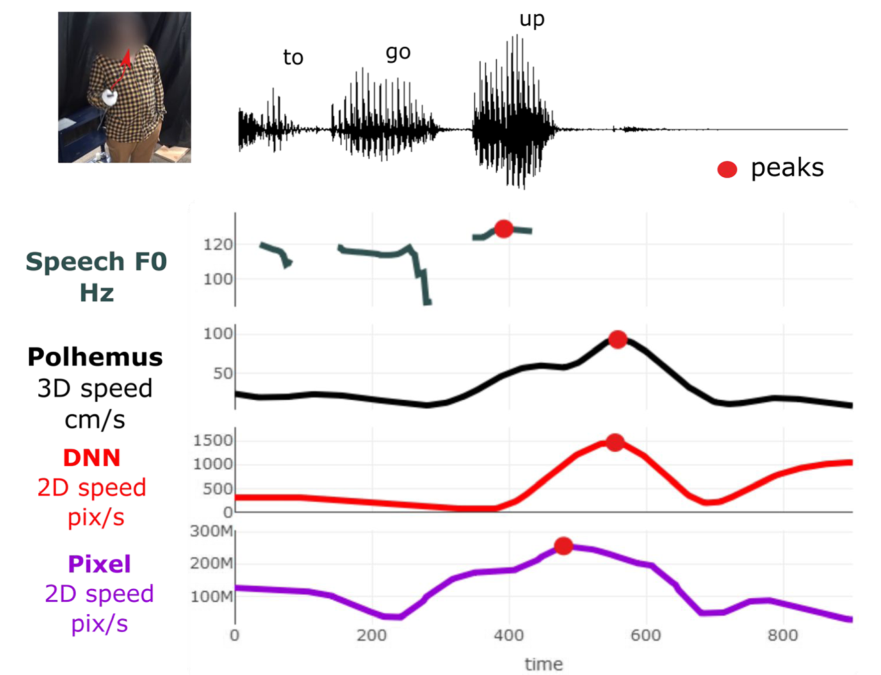 to
go
up
peaks
Speech F0
Hz
120
100
Polhemus
3D speed
cm/s
100
50
DNN
2D speed
pix/s
1500
1000
500
0
Pixel
2D speed
pix/s
300M
200M
100M
0
200
400
600
800
time